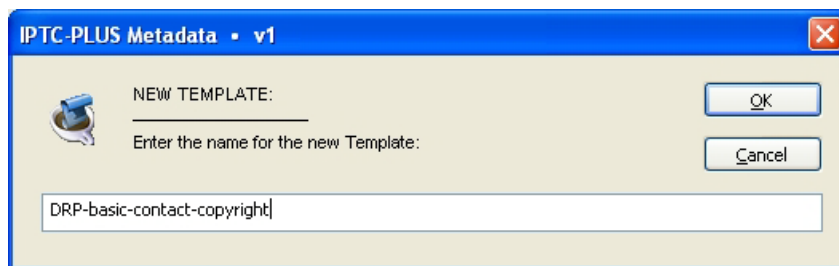 IPTC-PLUS Metadata • v1
NEW TEMPLATE:
OK
Enter the name for the new Template:
Cancel
DRP-basic-contact-copyright